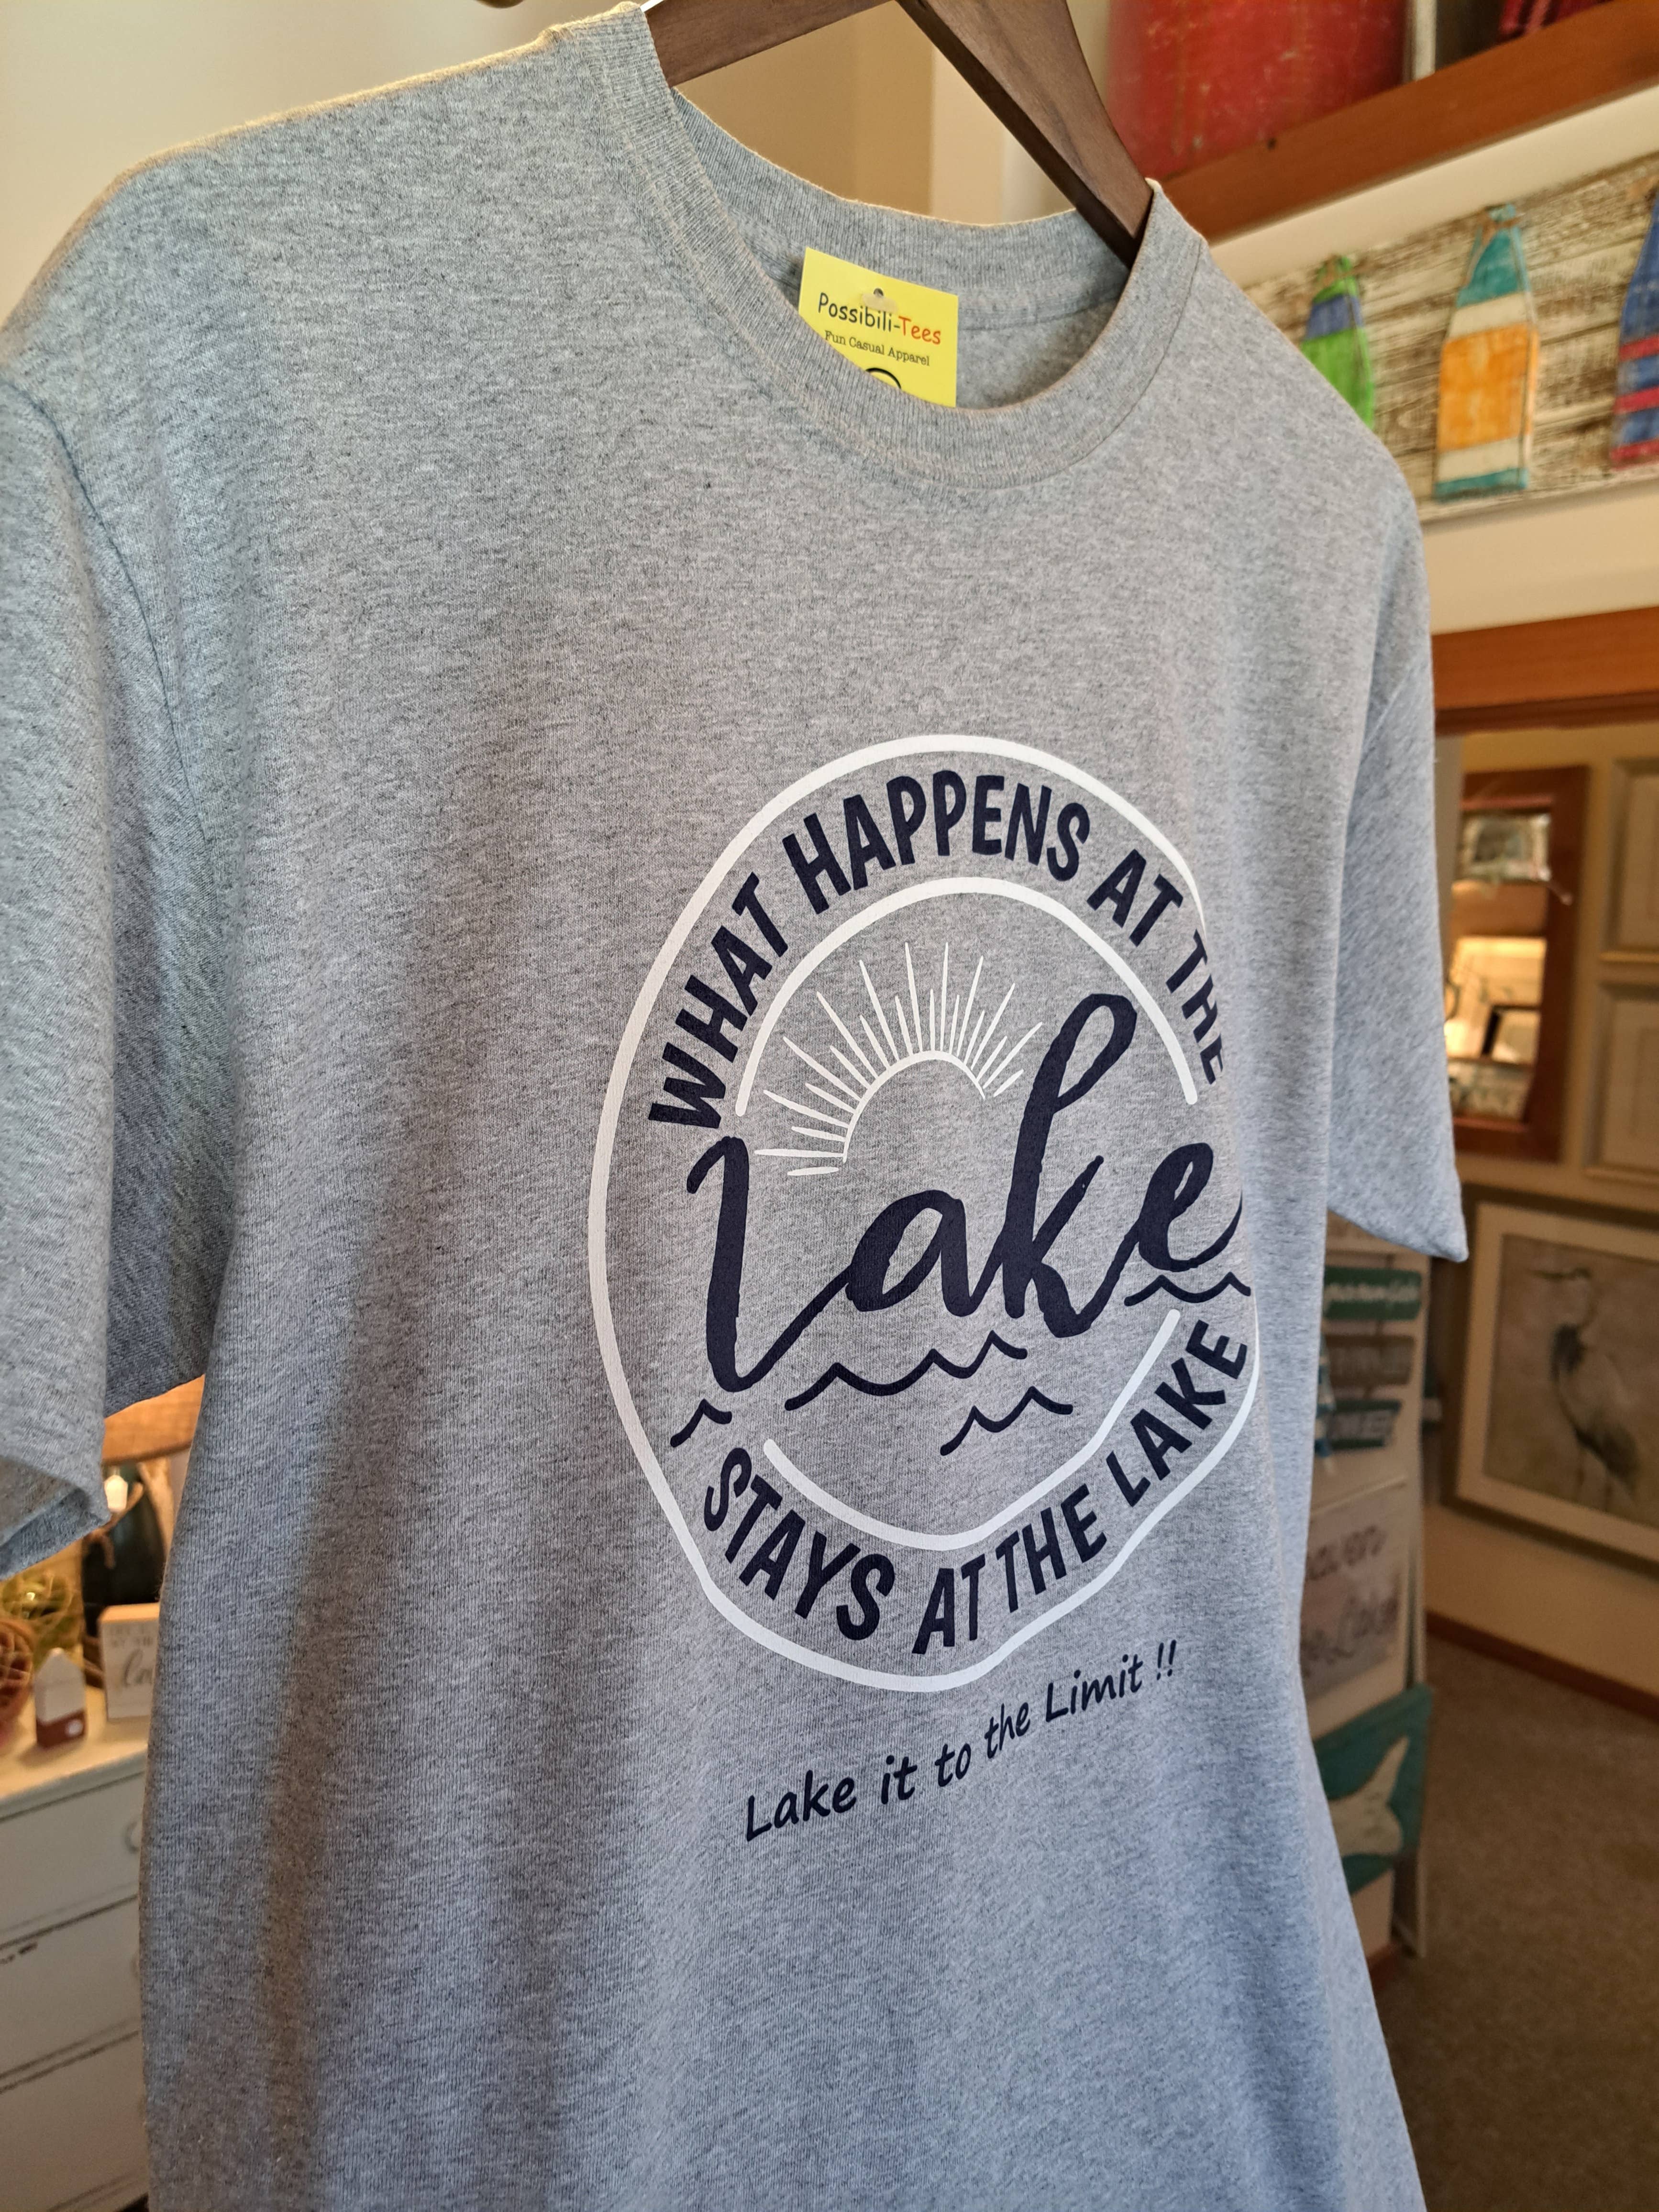 Possibili-Tees
Fun Casual Apparel
WHAT HAPPENS AT THE
Lake
STAYS AT THE LAKE
Lake it to the Limit !!